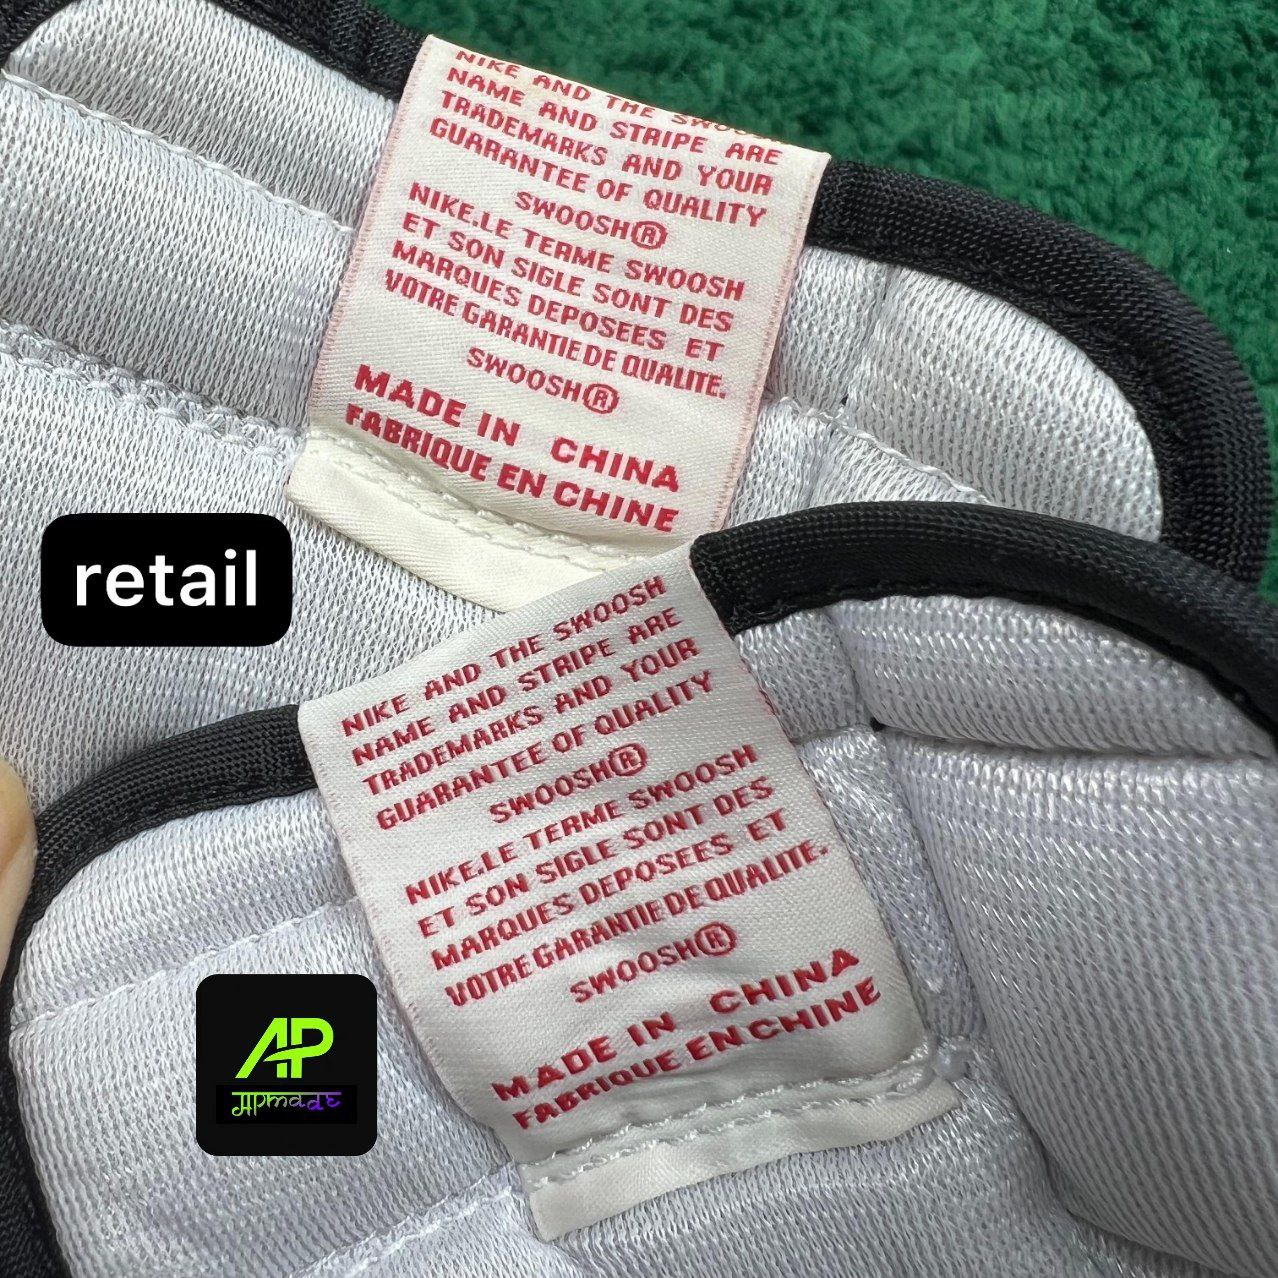 NIKE AND THE SWOOSH
NAME AND STRIPE ARE
TRADEMARKS AND YOUR
GUARANTEE OF QUALITY
SWOOSH®
NIKE.LE TERME SWOOSH
ET SON SIGLE SONT DES
MARQUES DEPOSEES ET
VOTRE GARANTIE DE QUALITE.
SWOOSH®
MADE IN CHINA
FABRIQUE EN CHINE
retail
NIKE AND THE SWOOSH
NAME AND STRIPE ARE
TRADEMARKS AND YOUR
GUARANTEE OF QUALITY
SWOOSH®
NIKE.LE TERME SWOOSH
ET SON SIGLE SONT DES
MARQUES DEPOSEES ET
VOTRE GARANTIE DE QUALITE.
SWOOSH®
MADE IN CHINA
FABRIQUE EN CHINE
AP
APMADE